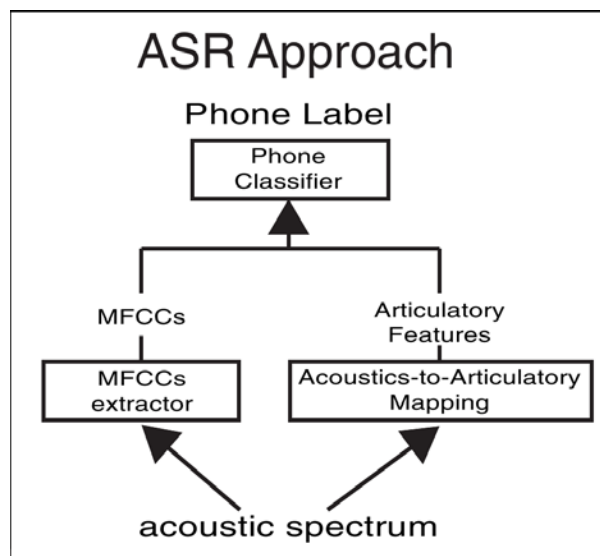 ASR Approach
Phone Label
Phone
Classifier
MFCCs
Articulatory
Features
MFCCs
extractor
Acoustics-to-Articulatory
Mapping
acoustic spectrum